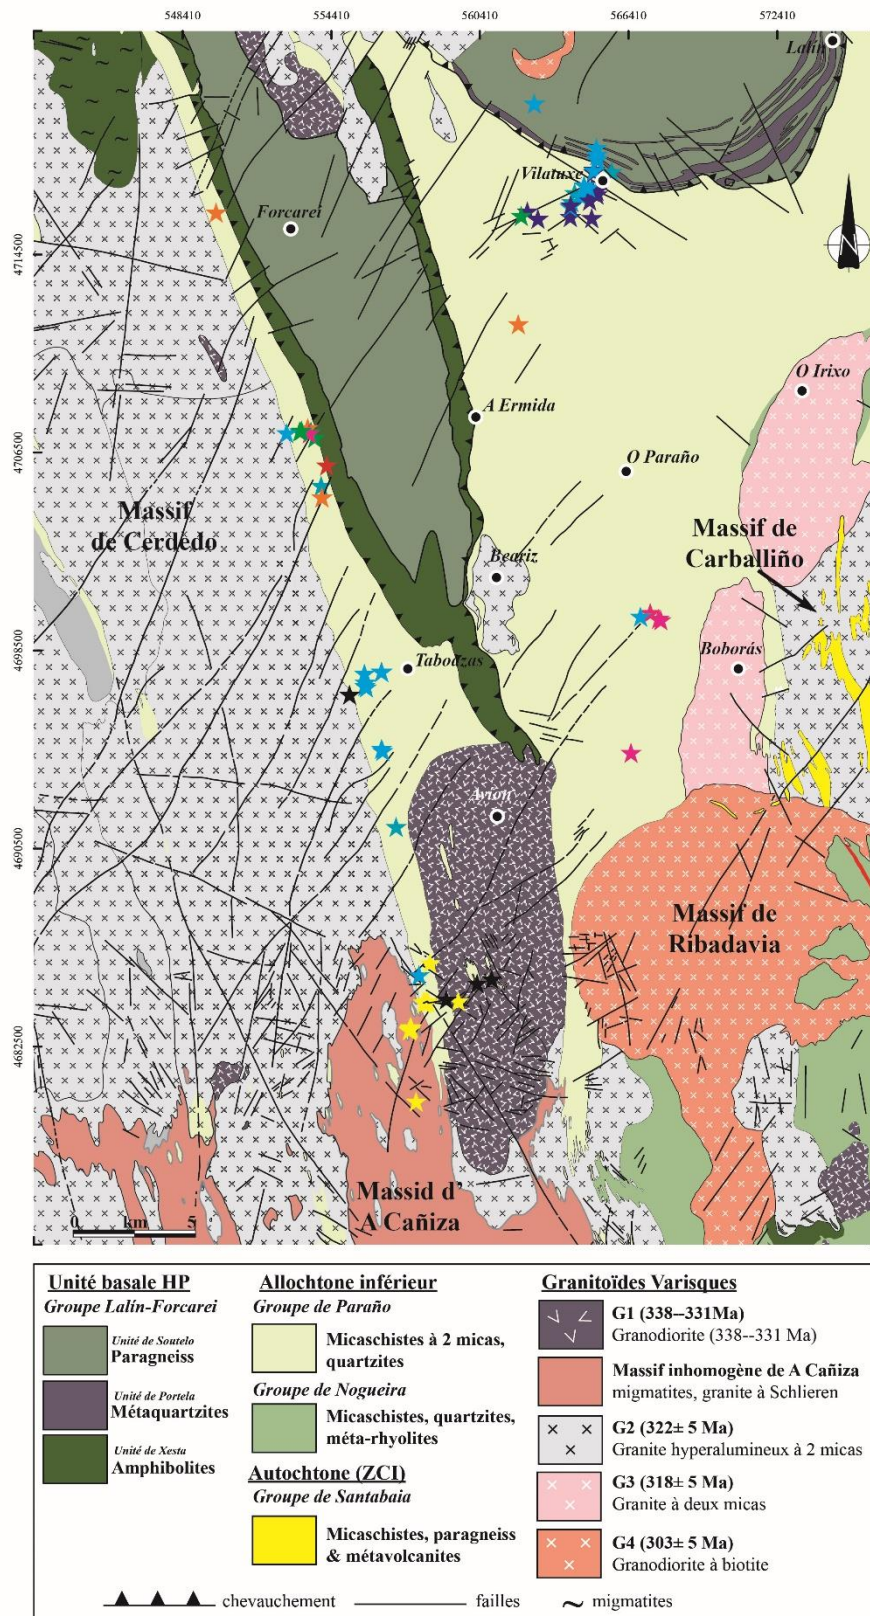 548410 554410 560410 566410 572410
Lalín
Vilatuxe
Forcarei
N
4714500
O Irixo
A Ermida
4706500
O Paraño
Massif
de Cerdedo
Massif de
Carballiño
Beariz
4698500
Taboazas
Boborás
Avion
4690500
Massif de
Ribadavia
4682500
Massid d'
A Cañiza
0 km 5
Unité basale HP
Groupe Lalín-Forcarei
Unité de Soutelo
Paragneiss
Unité de Portela
Métaquartzites
Unité de Xesta
Amphibolites
Allochtone inférieur
Groupe de Paraño
Micaschistes à 2 micas,
quartzites
Groupe de Nogueira
Micaschistes, quartzites,
méta-rhyolites
Autochtone (ZCI)
Groupe de Santabaia
Micaschistes, paragneiss
& métavolcanites
Granitoïdes Varisques
G1 (338--331Ma)
Granodiorite (338--331 Ma)
Massif inhomogène de A Cañiza
migmatites, granite à Schlieren
G2 (322± 5 Ma)
Granite hyperalumineux à 2 micas
G3 (318± 5 Ma)
Granite à deux micas
G4 (303± 5 Ma)
Granodiorite à biotite
chevauchement failles ~ migmatites